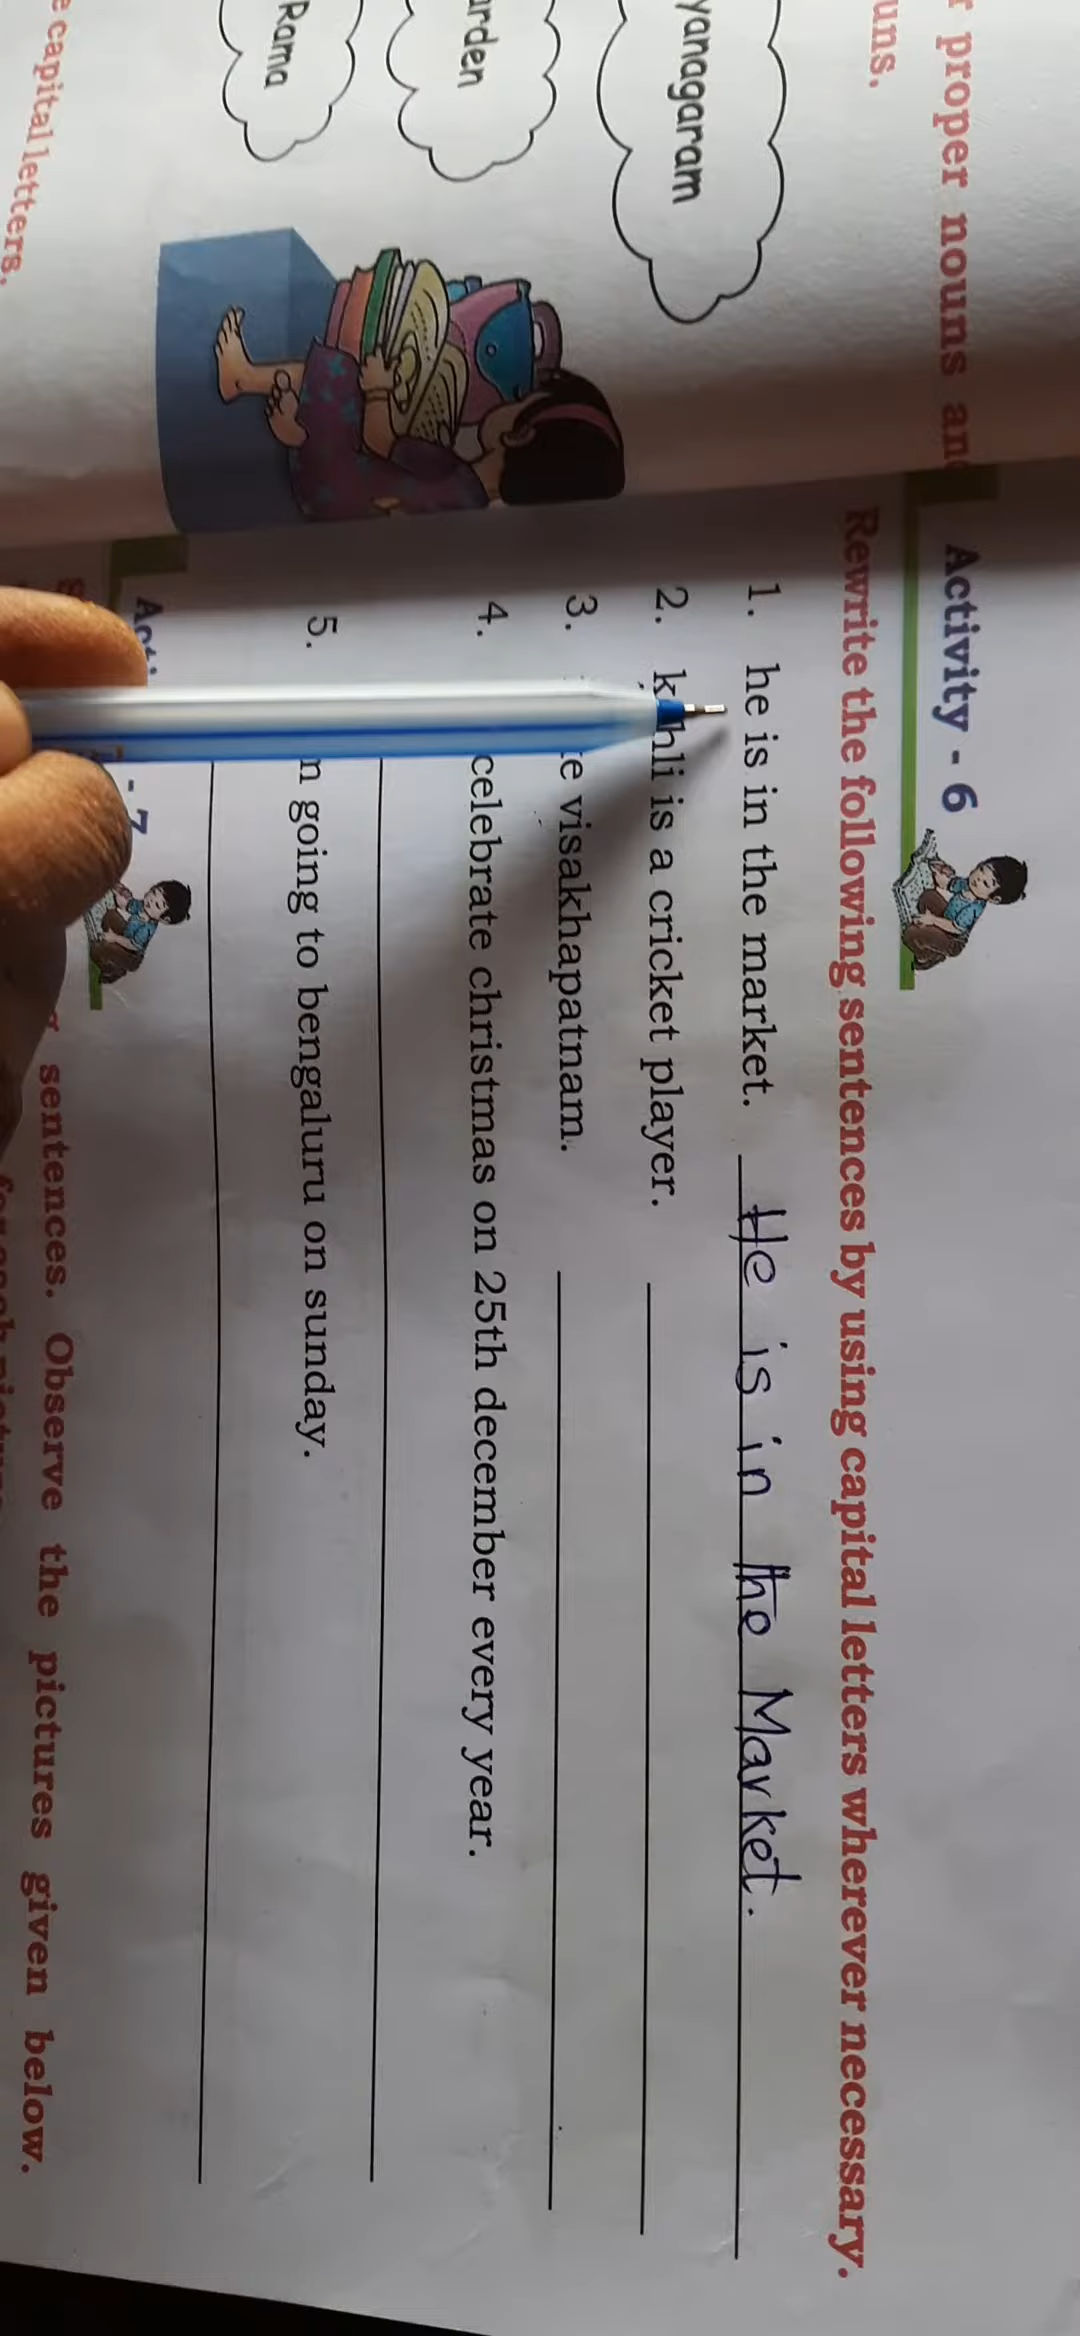 proper nouns an
uns.
yanagaram
arden
Rama
e capital letters.
Activity - 6
Rewrite the following sentences by using capital letters wherever necessary.
1. he is in the market. He is in the Market.
2. hli is a cricket player.
3. visakhapatnam.
4. celebrate christmas on 25th december every year.
5. going to bengaluru on sunday.
- 7
sentences. Observe the pictures given below.